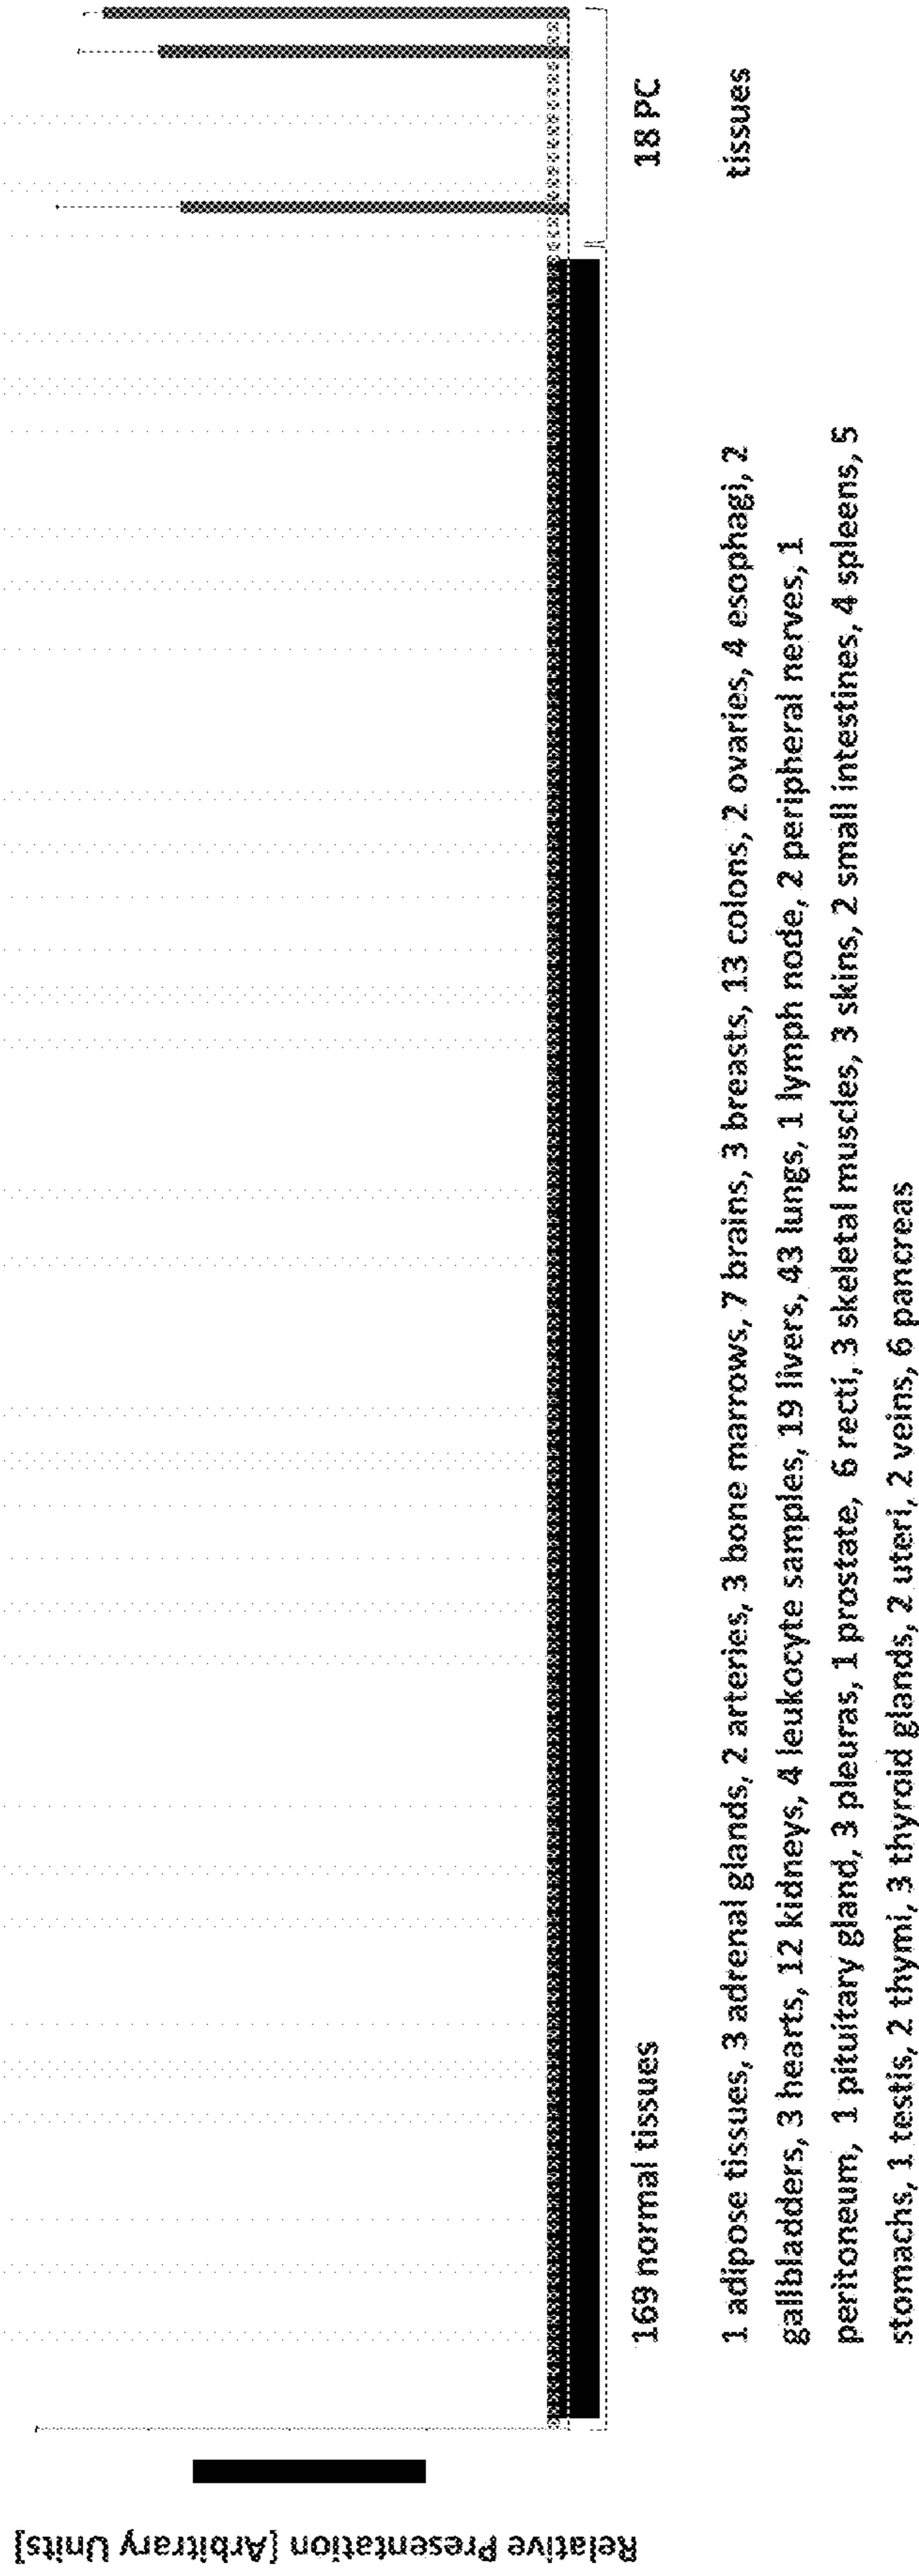 Relative Presentation [Arbitrary Units]
169 normal tissues
18 PC
1 adipose tissues, 3 adrenal glands, 2 arteries, 3 bone marrows, 7 brains, 3 breasts, 13 colons, 2 ovaries, 4 esophagi, 2
tissues
gallbladders, 3 hearts, 12 kidneys, 4 leukocyte samples, 19 livers, 43 lungs, 1 lymph node, 2 peripheral nerves, 1
peritoneum, 1 pituitary gland, 3 pleuras, 1 prostate, 6 recti, 3 skeletal muscles, 3 skins, 2 small intestines, 4 spleens, 5
stomachs, 1 testis, 2 thymi, 3 thyroid glands, 2 uteri, 2 veins, 6 pancreas